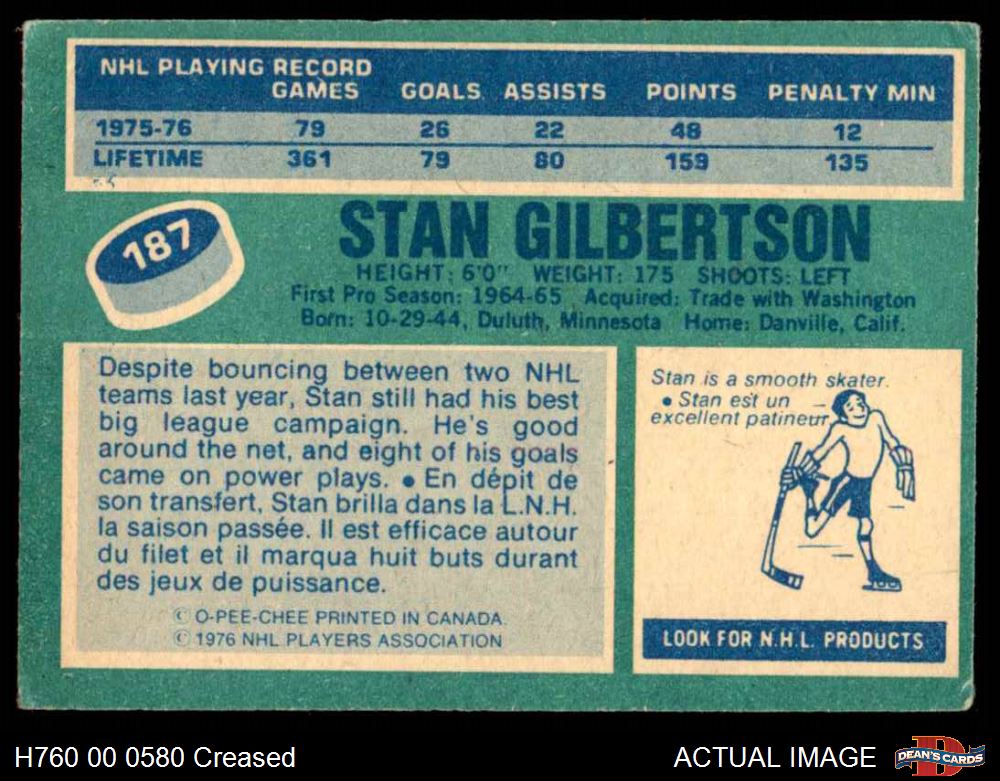 NHL PLAYING RECORD
GAMES GOALS ASSISTS POINTS PENALTY MIN
1975-76 79 26 22 48 12
LIFETIME 361 79 80 159 135
187
STAN GILBERTSON
HEIGHT: 6'0" WEIGHT: 175 SHOOTS: LEFT
First Pro Season: 1964-65 Acquired: Trade with Washington
Born: 10-29-44, Duluth, Minnesota Home: Danville, Calif.
Despite bouncing between two NHL
teams last year, Stan still had his best
big league campaign. He's good
around the net, and eight of his goals
came on power plays. • En dépit de
son transfert, Stan brilla dans la L.N.H.
la saison passée. Il est efficace autour
du filet et il marqua huit buts durant
des jeux de puissance.
© O-PEE-CHEE PRINTED IN CANADA.
© 1976 NHL PLAYERS ASSOCIATION
Stan is a smooth skater.
• Stan est un
excellent patineur
LOOK FOR N.H.L. PRODUCTS
H760 00 0580 Creased
ACTUAL IMAGE
D
DEAN'S CARDS